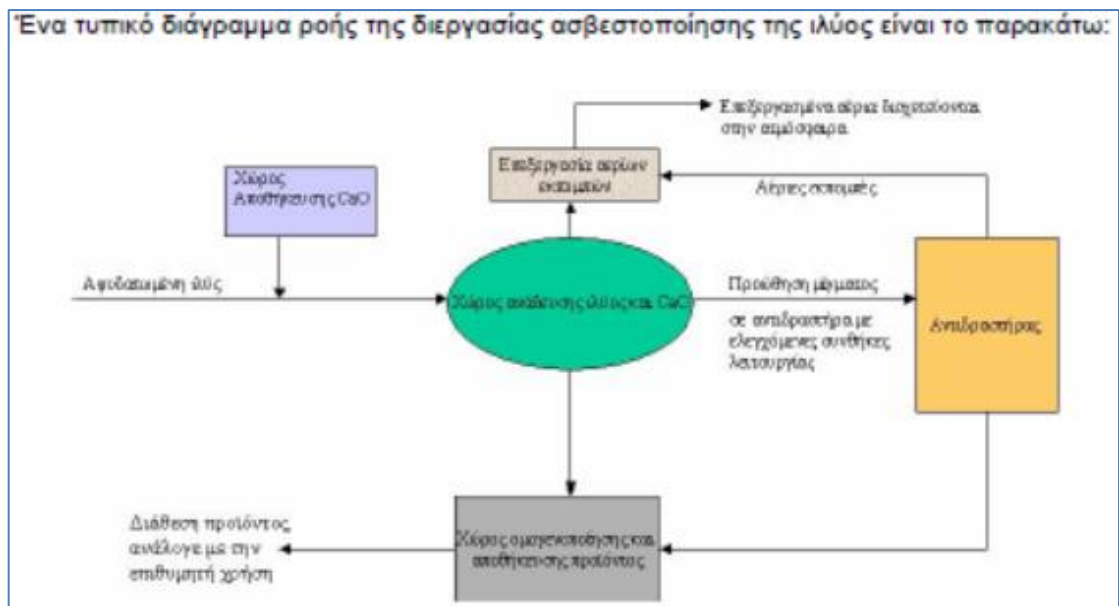 Ένα τυπικό διάγραμμα ροής της διεργασίας ασβεστοποίησης της ιλύος είναι το παρακάτω:
Επεξεργασμένα αέρια διοχετεύονται
στην ατμόσφαιρα
Επεξεργασία αερίων
εκπομπών
Χώρος
Αποθήκευσης CaO
Αέριες εκπομπές
Αφυδατωμένη ιλύς
Χώρος ανάδευσης ιλύος και CaO
Προώθηση μίγματος
σε αντιδραστήρα με
ελεγχόμενες συνθήκες
λειτουργίας
Αντιδραστήρας
Διάθεση προϊόντος,
ανάλογα με την
επιθυμητή χρήση
Χώρος ομογενοποίησης και
αποθήκευσης προϊόντος